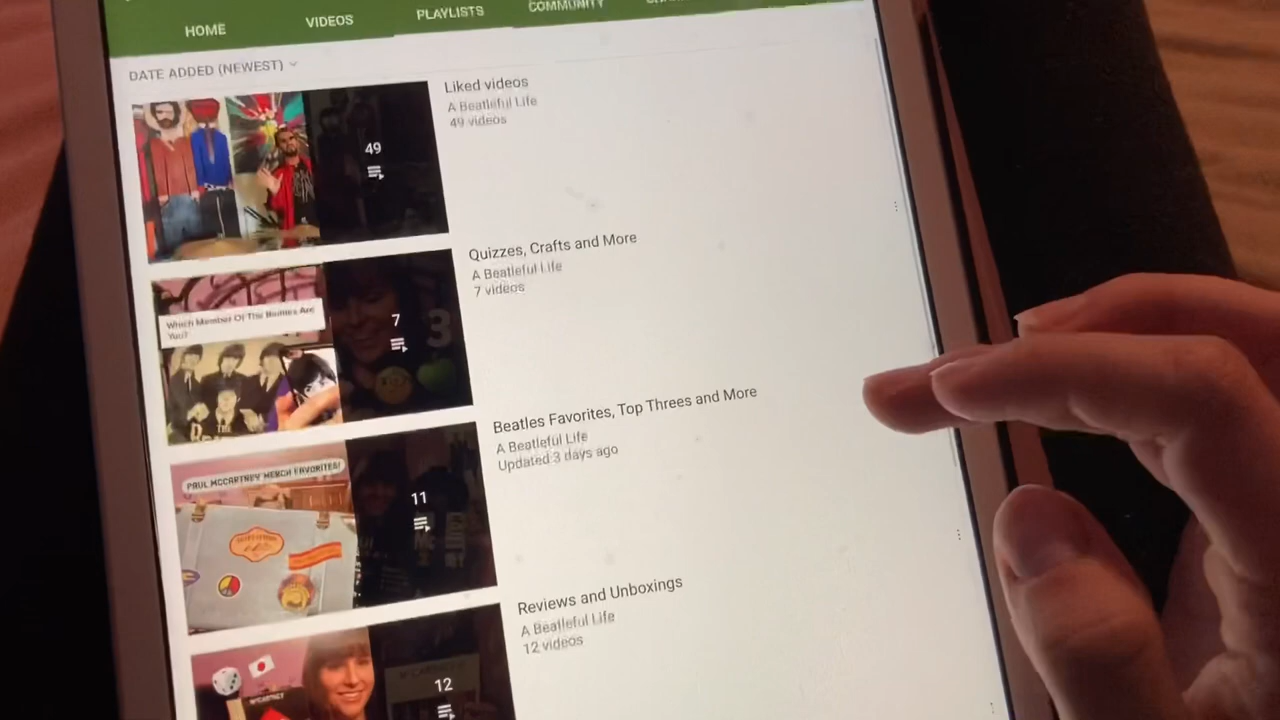 HOME
VIDEOS
PLAYLISTS
COMMUNITY
DATE ADDED (NEWEST)
49
Liked videos
A Beatleful Life
49 videos
Which Member Of The Beatles Are
You?
7
3
Quizzes, Crafts and More
A Beatleful Life
7 videos
PAUL MCCARTNEY MERCH FAVORITES!
11
Beatles Favorites, Top Threes and More
A Beatleful Life
Updated 3 days ago
McCARTNEY
12
Reviews and Unboxings
A Beatleful Life
12 videos